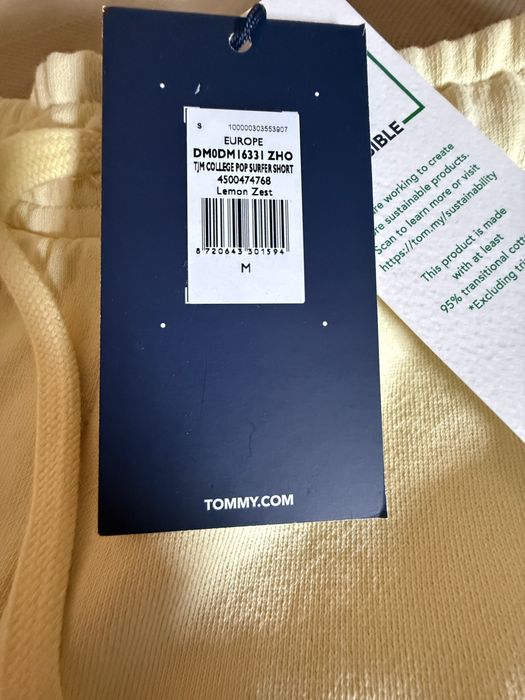 S 100000303553907
EUROPE
DM0DM16331 ZHO
TJM COLLEGE POP SURFER SHORT
4500474768
Lemon Zest
8 720643 301594
M
TOMMY.COM
IBLE
re working to create
re sustainable products.
Scan to learn more or visit
https://tom.my/sustainability
This product is made
with at least
95% transitional cott
*Excluding tri